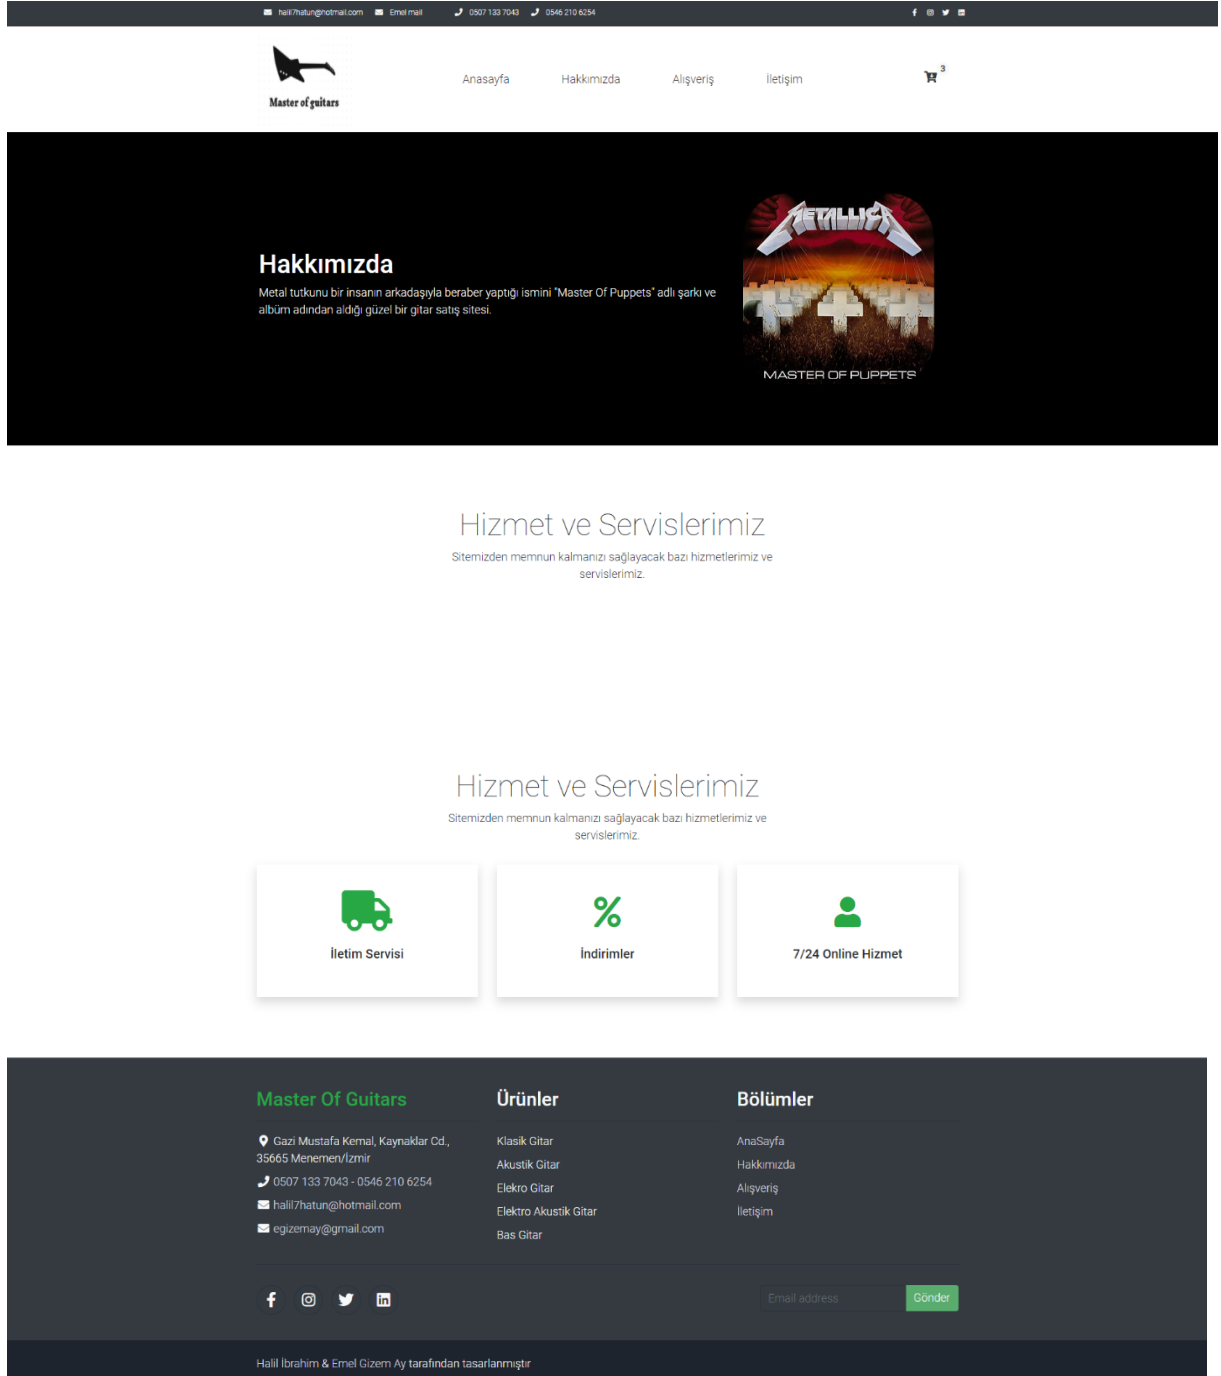 halil7hatun@hotmail.com Emel mail 0507 133 7043 0546 210 6254
Master of guitars
Anasayfa Hakkımızda Alışveriş İletişim 3
METALLICA
Hakkımızda
Metal tutkunu bir insanın arkadaşıyla beraber yaptığı ismini "Master Of Puppets" adlı şarkı ve
albüm adından aldığı güzel bir gitar satış sitesi.
MASTER OF PUPPETS
Hizmet ve Servislerimiz
Sitemizden memnun kalmanızı sağlayacak bazı hizmetlerimiz ve
servislerimiz.
Hizmet ve Servislerimiz
Sitemizden memnun kalmanızı sağlayacak bazı hizmetlerimiz ve
servislerimiz.
İletim Servisi
İndirimler
7/24 Online Hizmet
Master Of Guitars
Gazi Mustafa Kemal, Kaynaklar Cd.,
35665 Menemen/İzmir
0507 133 7043 - 0546 210 6254
halil7hatun@hotmail.com
egizemay@gmail.com
Ürünler
Klasik Gitar
Akustik Gitar
Elekro Gitar
Elektro Akustik Gitar
Bas Gitar
Bölümler
AnaSayfa
Hakkımızda
Alışveriş
İletişim
Email address Gönder
Halil İbrahim & Emel Gizem Ay tarafından tasarlanmıştır